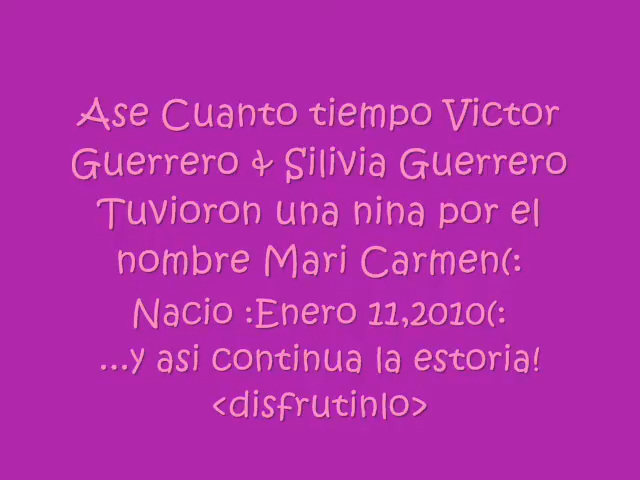 Ase Cuanto tiempo Victor
Guerrero & Silivia Guerrero
Tuvioron una nina por el
nombre Mari Carmen(:
Nacio :Enero 11,2010(:
...y asi continua la estoria!
<disfrutinlo>